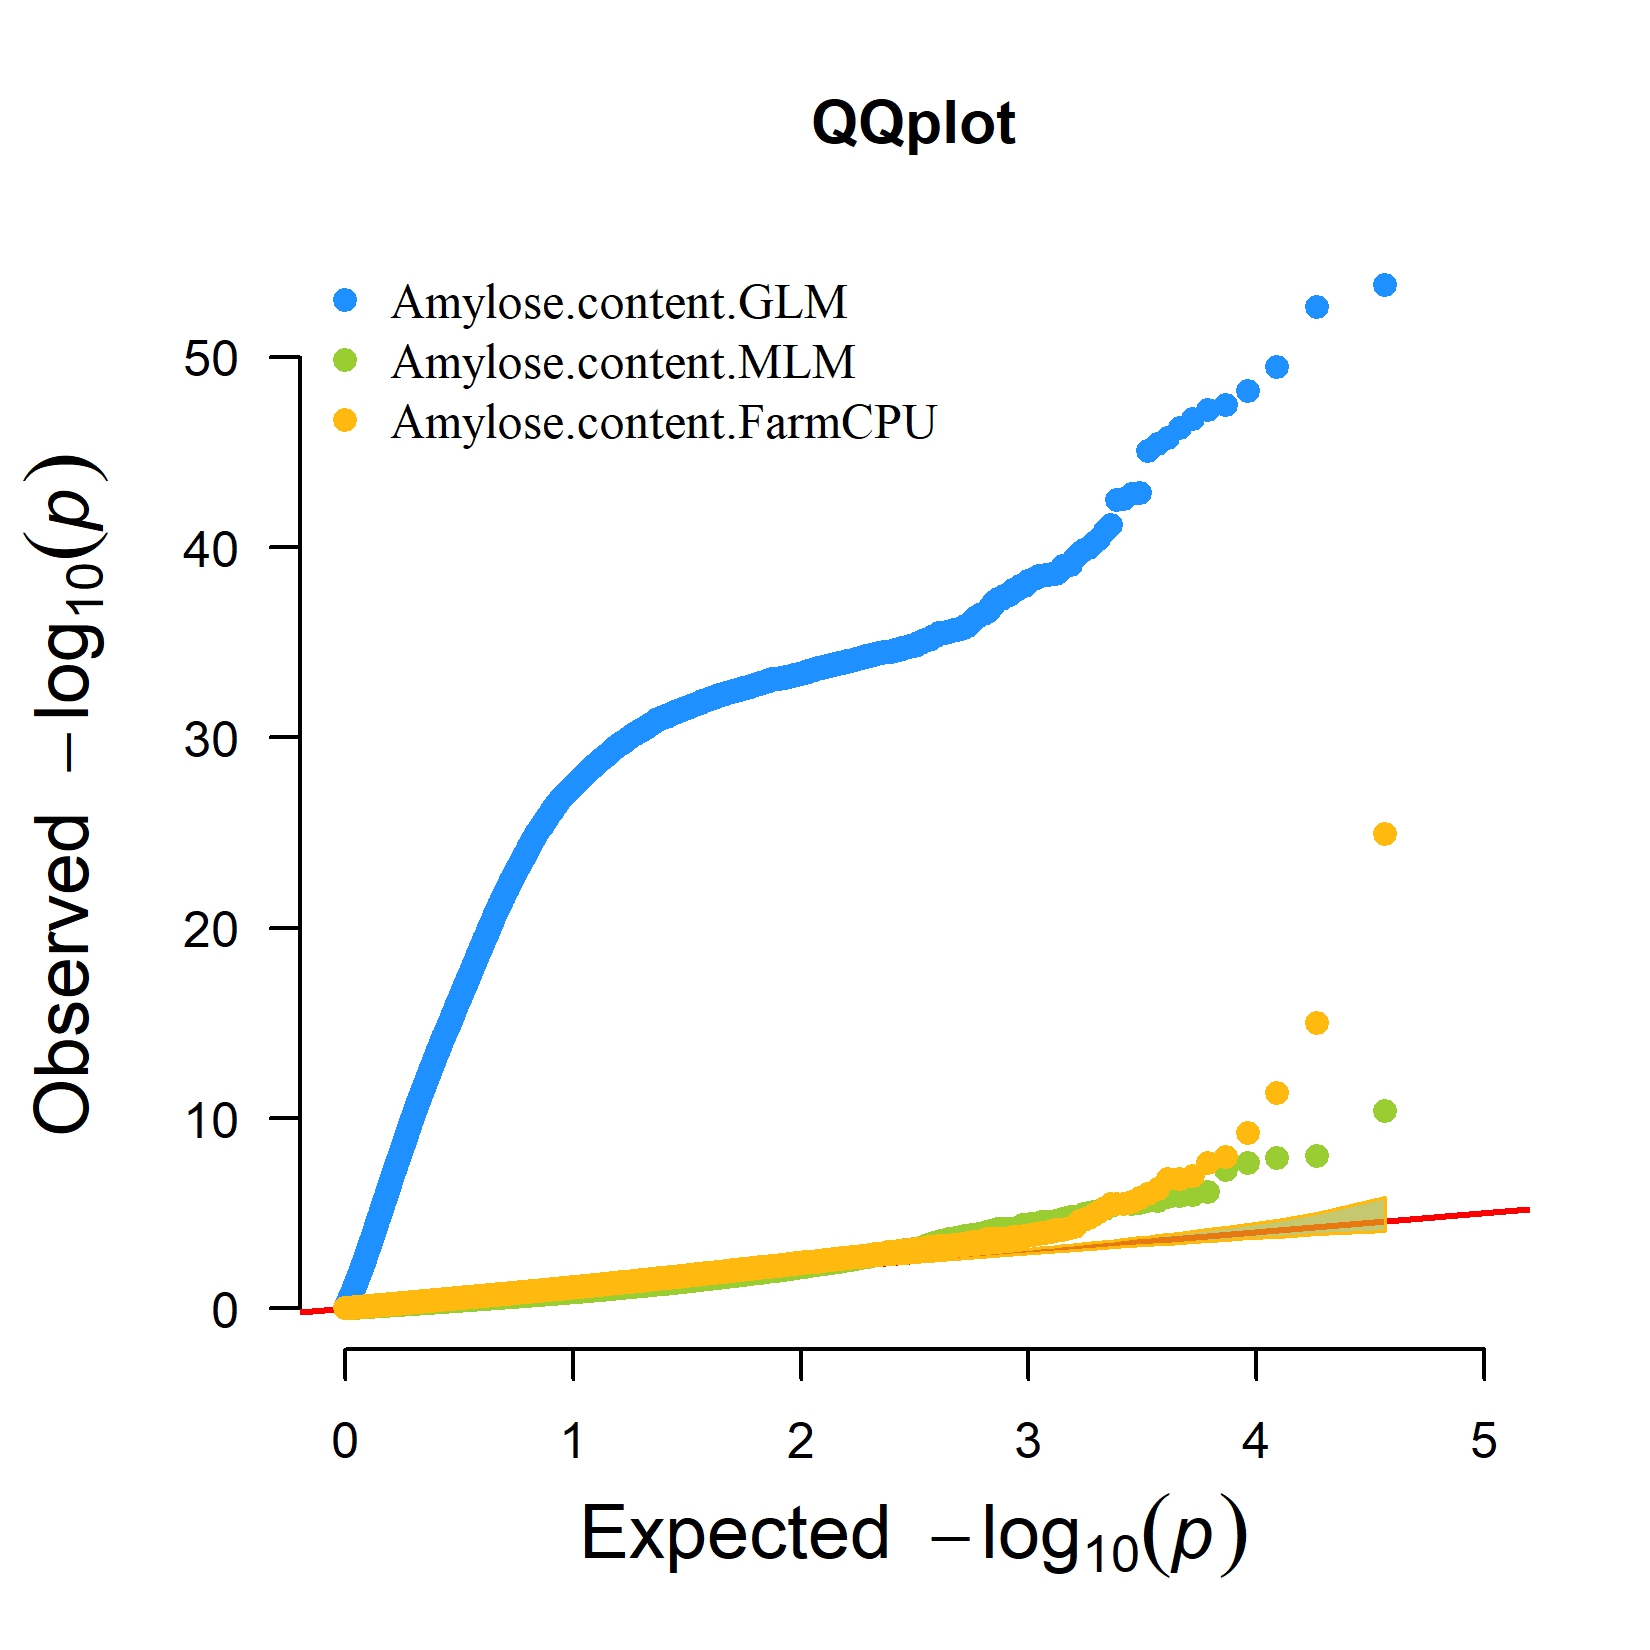 QQplot
Amylose.content.GLM
Amylose.content.MLM
Amylose.content.FarmCPU
Observed −log₁₀(p)
50
40
30
20
10
0
0 1 2 3 4 5
Expected −log₁₀(p)